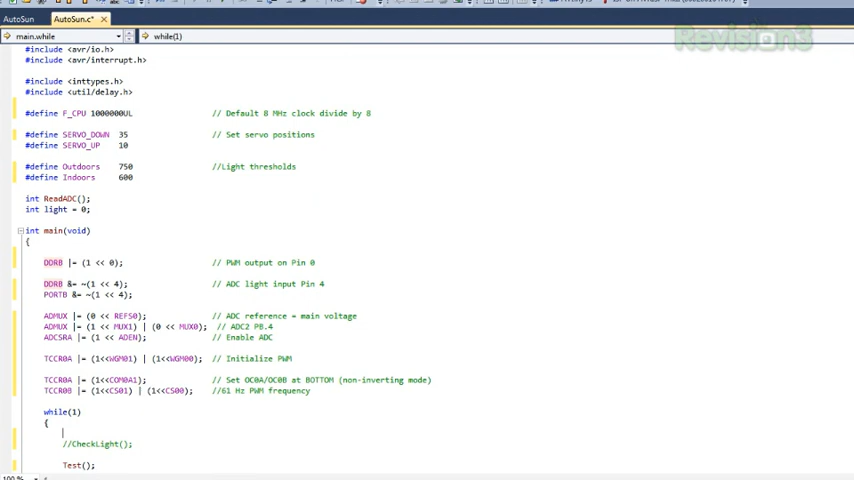 AutoSun
AutoSun.c*
main.while
while(1)
Revision3
#include <avr/io.h>
#include <avr/interrupt.h>
#include <inttypes.h>
#include <util/delay.h>
#define F_CPU 1000000UL // Default 8 MHz clock divide by 8
#define SERVO_DOWN 35 // Set servo positions
#define SERVO_UP 10
#define Outdoors 750 //Light thresholds
#define Indoors 600
int ReadADC();
int light = 0;
int main(void)
{
DDRB |= (1 << 0); // PWM output on Pin 0
DDRB &= ~(1 << 4); // ADC light input Pin 4
PORTB &= ~(1 << 4);
ADMUX |= (0 << REFS0); // ADC reference = main voltage
ADMUX |= (1 << MUX1) | (0 << MUX0); // ADC2 PB.4
ADCSRA |= (1 << ADEN); // Enable ADC
TCCR0A |= (1<<WGM01) | (1<<WGM00); // Initialize PWM
TCCR0A |= (1<<COM0A1); // Set OC0A/OC0B at BOTTOM (non-inverting mode)
TCCR0B |= (1<<CS01) | (1<<CS00); //61 Hz PWM frequency
while(1)
{
//CheckLight();
Test();
100 %